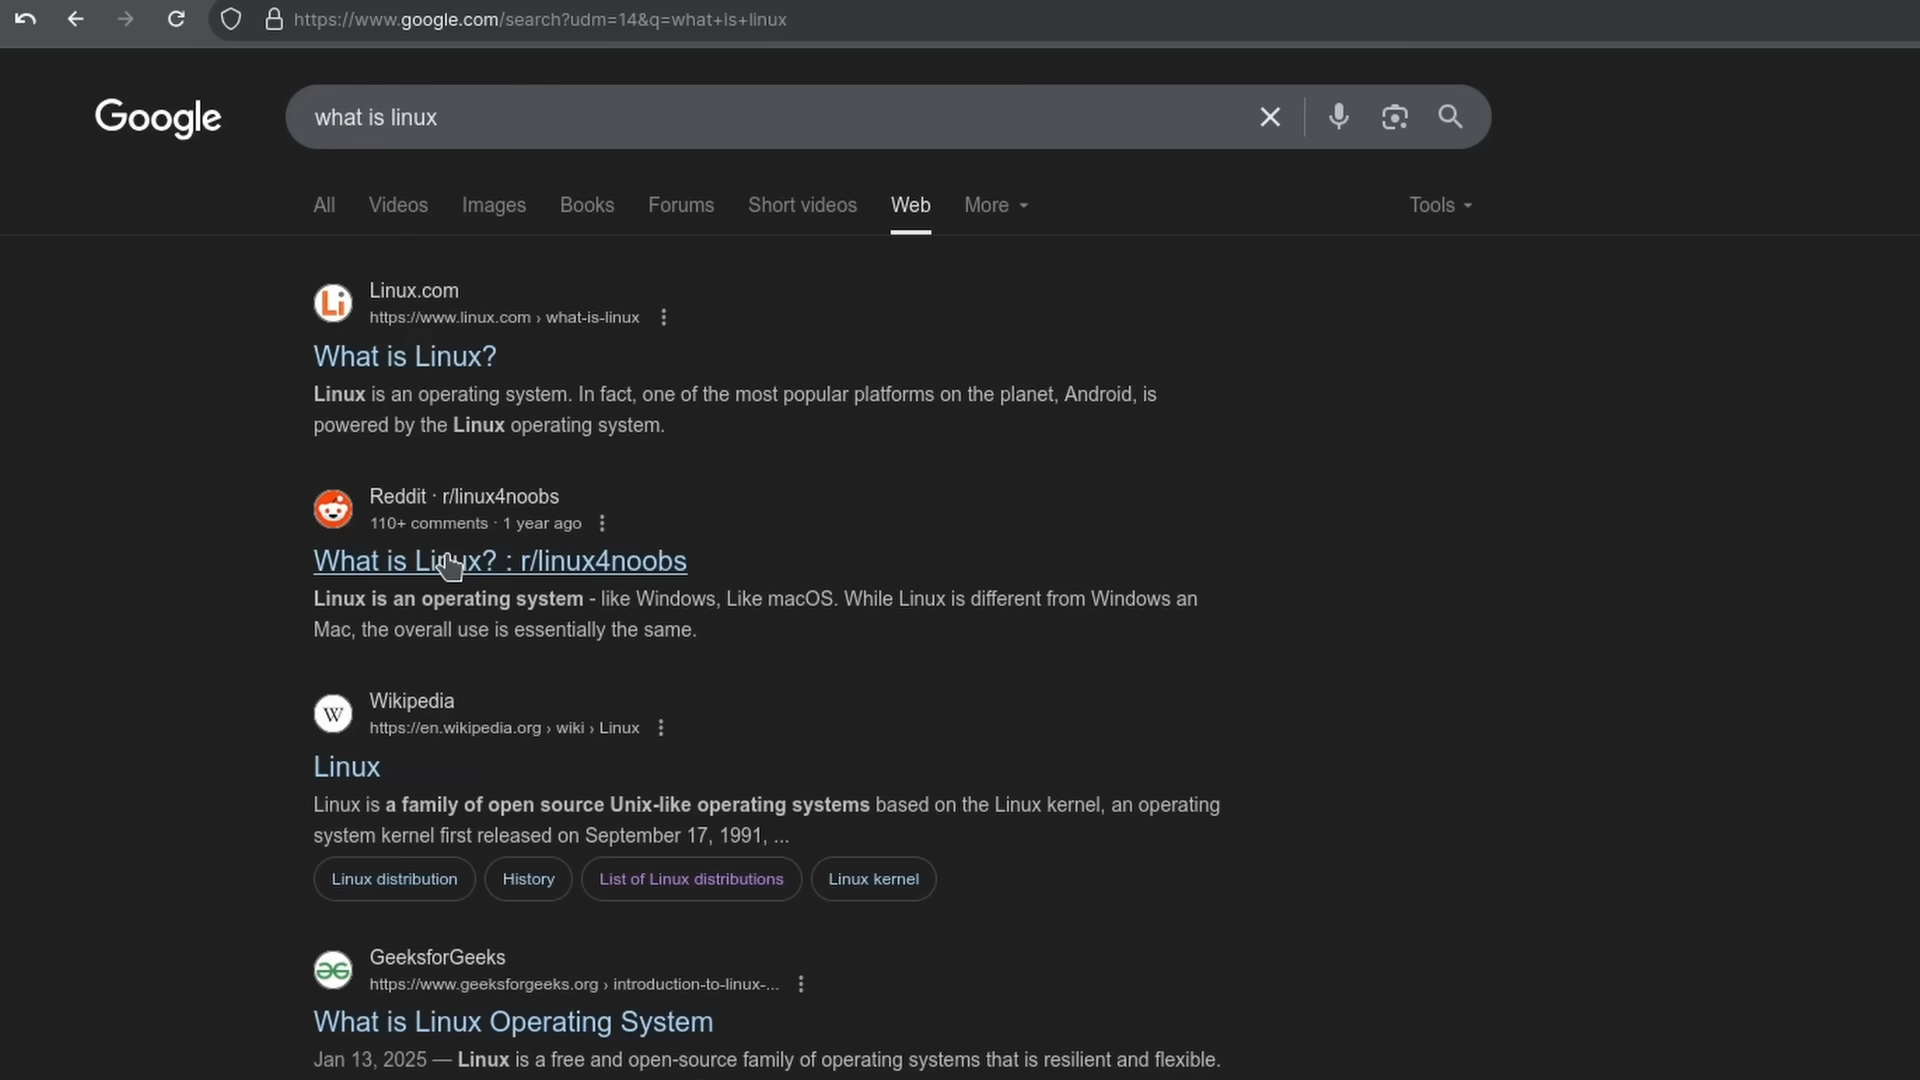 https://www.google.com/search?udm=14&q=what+is+linux
Google
what is linux
All Videos Images Books Forums Short videos Web More Tools
Li
Linux.com
https://www.linux.com › what-is-linux
What is Linux?
Linux is an operating system. In fact, one of the most popular platforms on the planet, Android, is
powered by the Linux operating system.
Reddit · r/linux4noobs
110+ comments · 1 year ago
What is Linux? : r/linux4noobs
Linux is an operating system - like Windows, Like macOS. While Linux is different from Windows an
Mac, the overall use is essentially the same.
W
Wikipedia
https://en.wikipedia.org › wiki › Linux
Linux
Linux is a family of open source Unix-like operating systems based on the Linux kernel, an operating
system kernel first released on September 17, 1991, ...
Linux distribution History List of Linux distributions Linux kernel
GeeksforGeeks
https://www.geeksforgeeks.org › introduction-to-linux-...
What is Linux Operating System
Jan 13, 2025 — Linux is a free and open-source family of operating systems that is resilient and flexible.